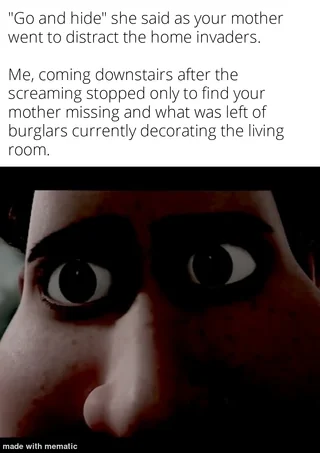 "Go and hide" she said as your mother
went to distract the home invaders.
Me, coming downstairs after the
screaming stopped only to find your
mother missing and what was left of
burglars currently decorating the living
room.
made with mematic